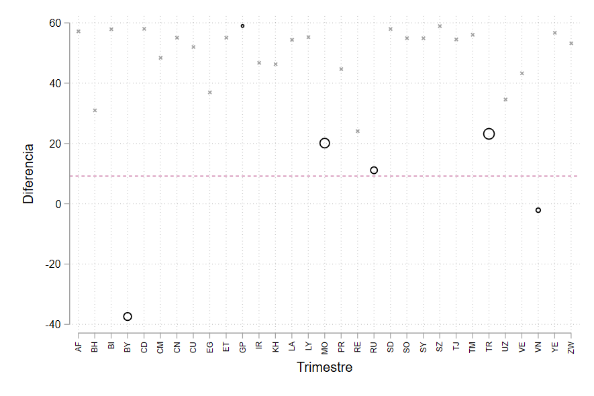 60
40
20
0
-20
-40
Diferencia
AF BH BI BY CD CM CN CU EG ET GP IR KH LA LY MO PR RE RU SD SO SY SZ TJ TM TR UZ VE VN YE ZW
Trimestre